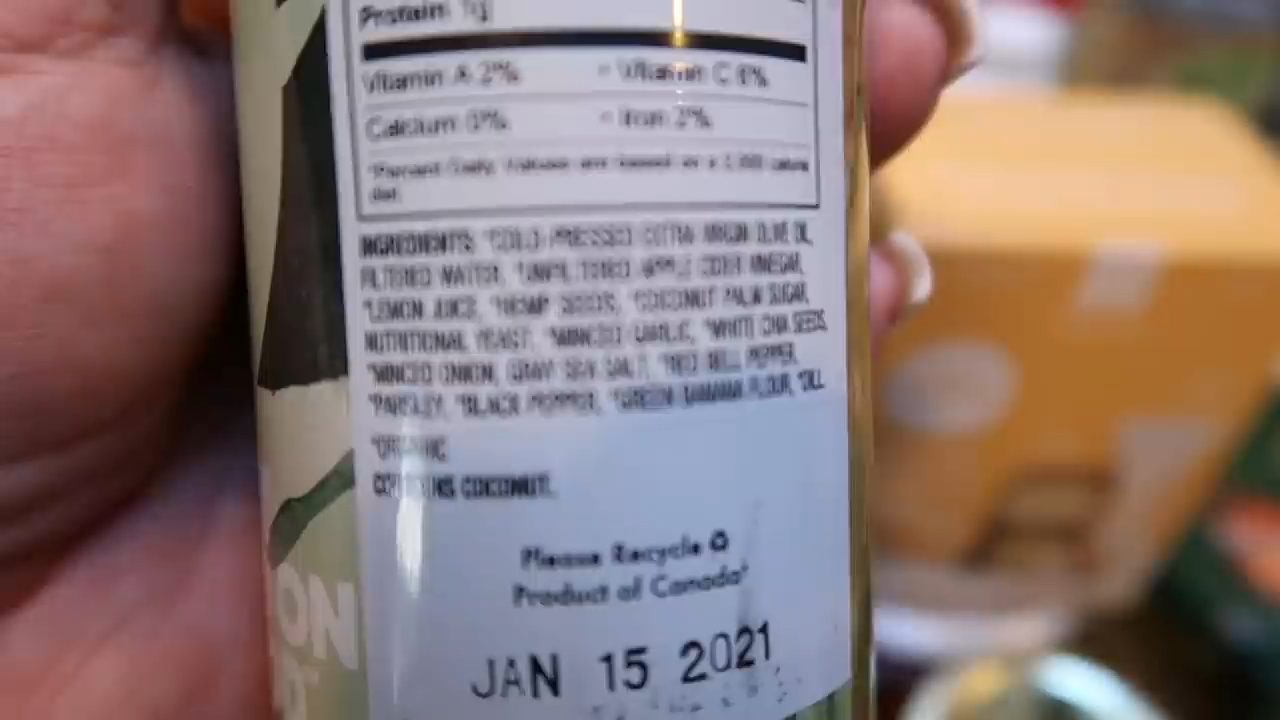 Protein 1g
Vitamin A 2% • Vitamin C 6%
Calcium 0% • Iron 2%
*Percent Daily Values are based on a 2,000 calorie
diet.
INGREDIENTS: *COLD PRESSED EXTRA VIRGIN OLIVE OIL,
FILTERED WATER, *UNFILTERED APPLE CIDER VINEGAR,
*LEMON JUICE, *HEMP SEEDS, *COCONUT PALM SUGAR,
NUTRITIONAL YEAST, *MINCED GARLIC, *WHITE CHIA SEEDS,
*MINCED ONION, GRAY SEA SALT, *RED BELL PEPPER,
*PARSLEY, *BLACK PEPPER, *GREEN BANANA FLOUR, *DILL
*ORGANIC
CONTAINS COCONUT.
Please Recycle ♻
Product of Canada
JAN 15 2021
ON